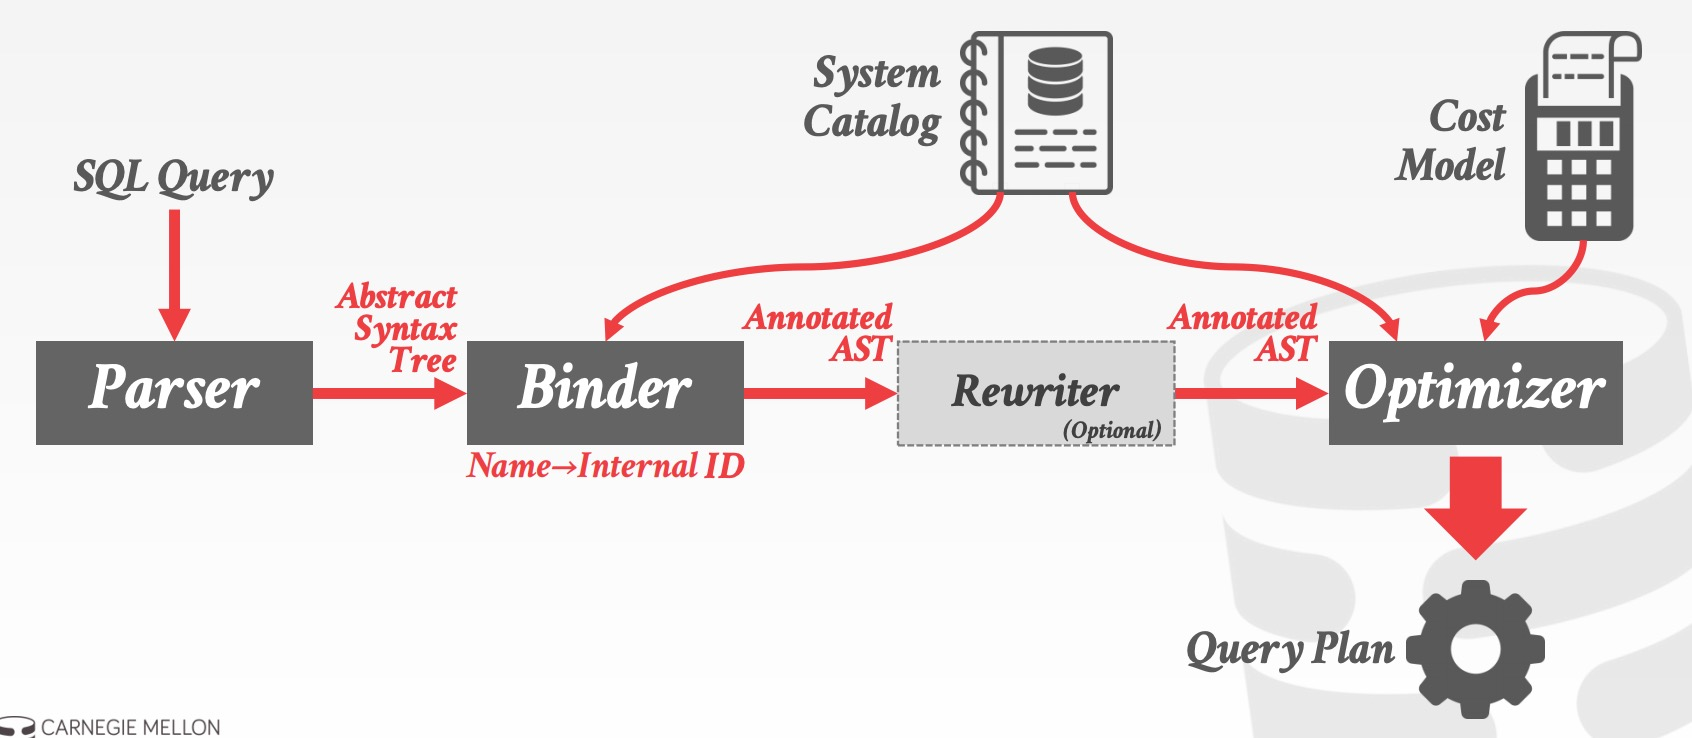 System
Catalog
Cost
Model
SQL Query
Abstract
Syntax
Tree
Annotated
AST
Annotated
AST
Parser
Binder
Rewriter
(Optional)
Optimizer
Name→Internal ID
Query Plan
CARNEGIE MELLON